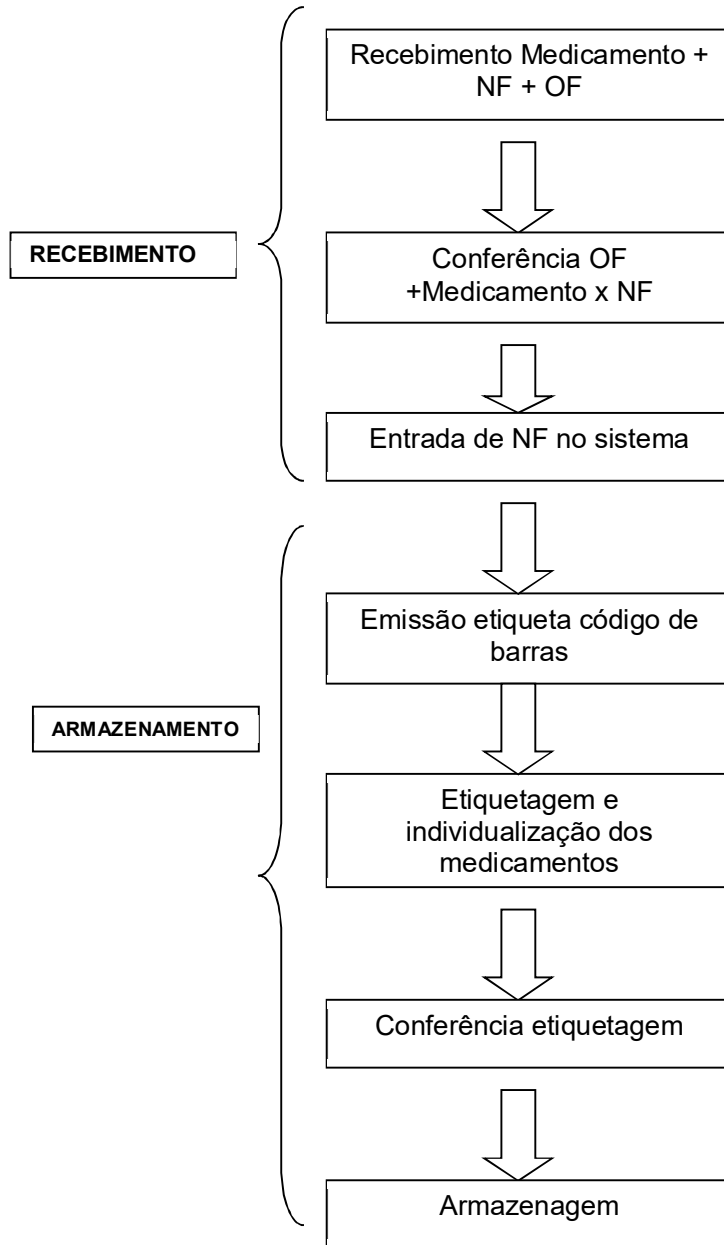 Recebimento Medicamento +
NF + OF
RECEBIMENTO
Conferência OF
+Medicamento x NF
Entrada de NF no sistema
Emissão etiqueta código de
barras
ARMAZENAMENTO
Etiquetagem e
individualização dos
medicamentos
Conferência etiquetagem
Armazenagem